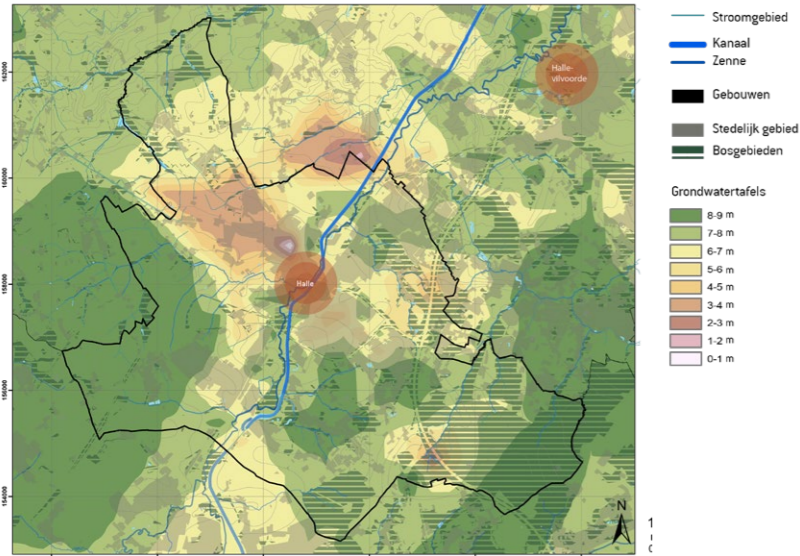 Halle-
vilvoorde
Halle
162000
160000
158000
156000
154000
N
Stroomgebied
Kanaal
Zenne
Gebouwen
Stedelijk gebied
Bosgebieden
Grondwatertafels
8-9 m
7-8 m
6-7 m
5-6 m
4-5 m
3-4 m
2-3 m
1-2 m
0-1 m
1